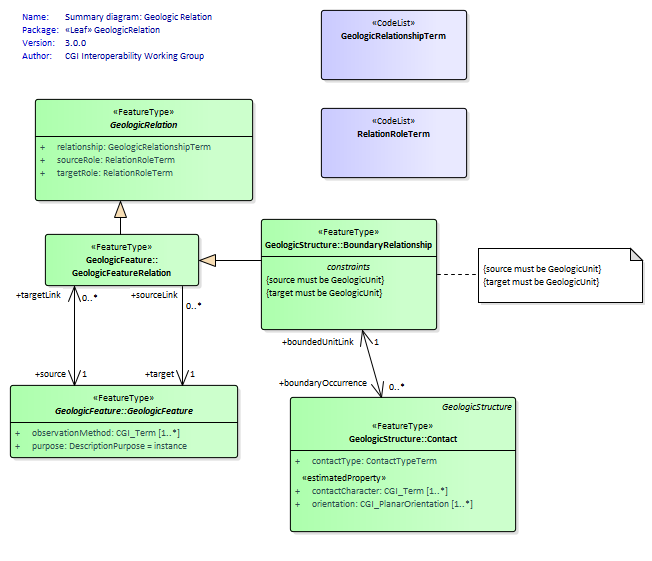 Name: Summary diagram: Geologic Relation
Package: «Leaf» GeologicRelation
Version: 3.0.0
Author: CGI Interoperability Working Group
«CodeList»
GeologicRelationshipTerm
«CodeList»
RelationRoleTerm
«FeatureType»
GeologicRelation
+ relationship: GeologicRelationshipTerm
+ sourceRole: RelationRoleTerm
+ targetRole: RelationRoleTerm
«FeatureType»
GeologicFeature::
GeologicFeatureRelation
«FeatureType»
GeologicStructure::BoundaryRelationship
constraints
{source must be GeologicUnit}
{target must be GeologicUnit}
{source must be GeologicUnit}
{target must be GeologicUnit}
+targetLink
0..*
+sourceLink
0..*
+source
1
+target
1
+boundedUnitLink
1
+boundaryOccurrence
0..*
«FeatureType»
GeologicFeature::GeologicFeature
+ observationMethod: CGI_Term [1..*]
+ purpose: DescriptionPurpose = instance
GeologicStructure
«FeatureType»
GeologicStructure::Contact
+ contactType: ContactTypeTerm
«estimatedProperty»
+ contactCharacter: CGI_Term [1..*]
+ orientation: CGI_PlanarOrientation [1..*]